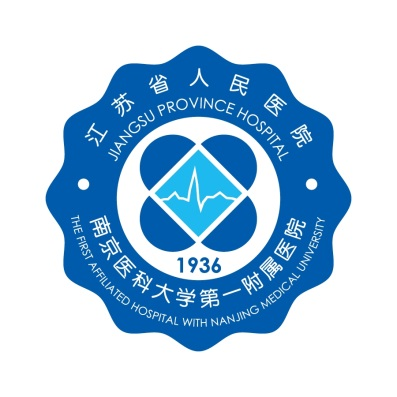 江苏省人民医院
JIANGSU PROVINCE HOSPITAL
1936
南京医科大学第一附属医院
THE FIRST AFFILIATED HOSPITAL WITH NANJING MEDICAL UNIVERSITY